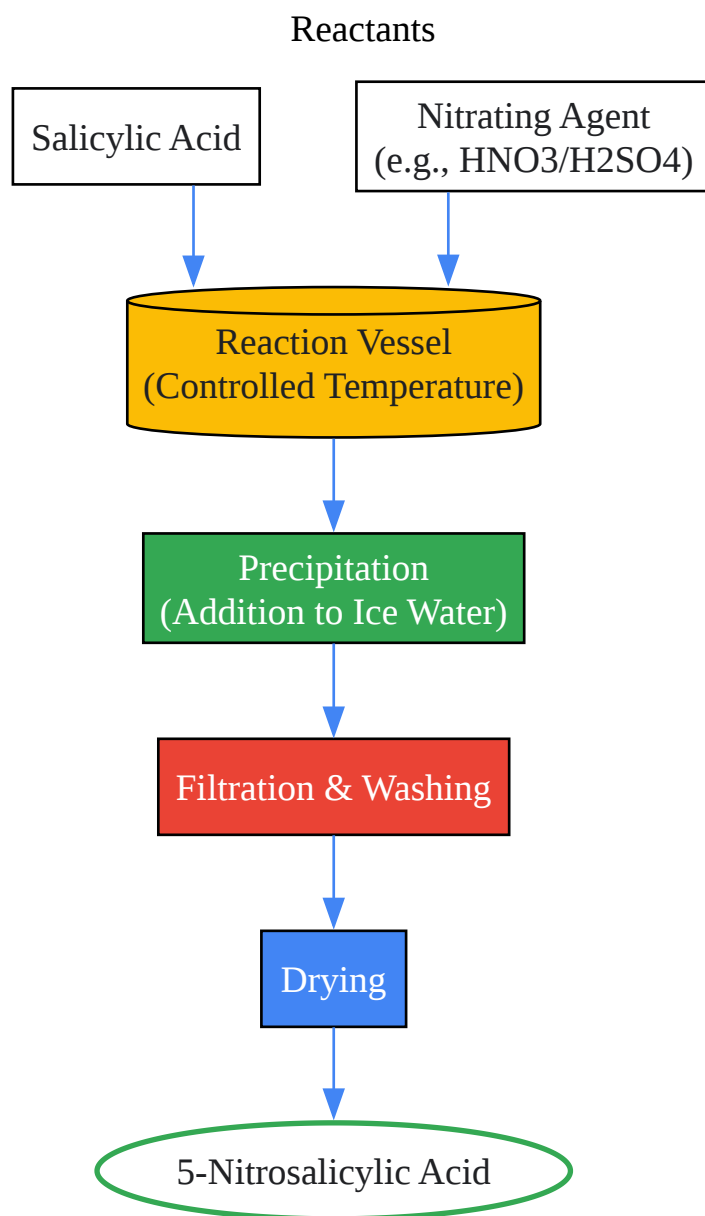 Reactants
Salicylic Acid
Nitrating Agent
(e.g., HNO3/H2SO4)
Reaction Vessel
(Controlled Temperature)
Precipitation
(Addition to Ice Water)
Filtration & Washing
Drying
5-Nitrosalicylic Acid